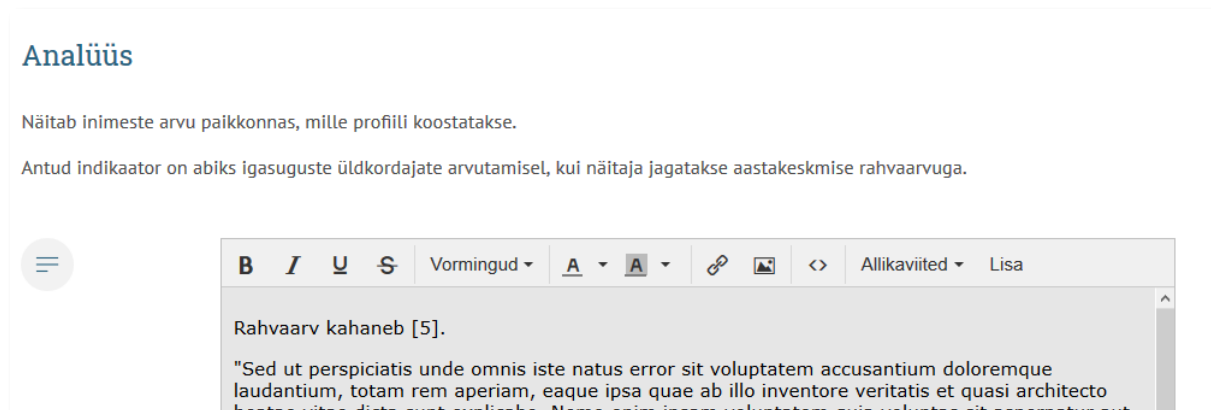 Analüüs
Näitab inimeste arvu paikkonnas, mille profiili koostatakse.
Antud indikaator on abiks igasuguste üldkordajate arvutamisel, kui näitaja jagatakse aastakeskmise rahvaarvuga.
B I U S Vormingud A A <> Allikaviited Lisa
Rahvaarv kahaneb [5].
"Sed ut perspiciatis unde omnis iste natus error sit voluptatem accusantium doloremque
laudantium, totam rem aperiam, eaque ipsa quae ab illo inventore veritatis et quasi architecto